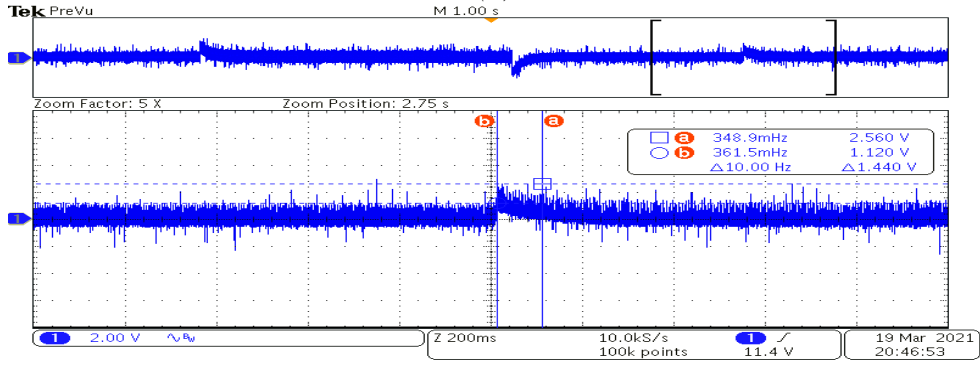 Tek PreVu M 1.00 s
1
Zoom Factor: 5 X Zoom Position: 2.75 s
b a
a 348.9mHz 2.560 V
b 361.5mHz 1.120 V
Δ10.00 Hz Δ1.440 V
1
1 2.00 V BW Z 200ms 10.0kS/s 1 19 Mar 2021
100k points 11.4 V 20:46:53